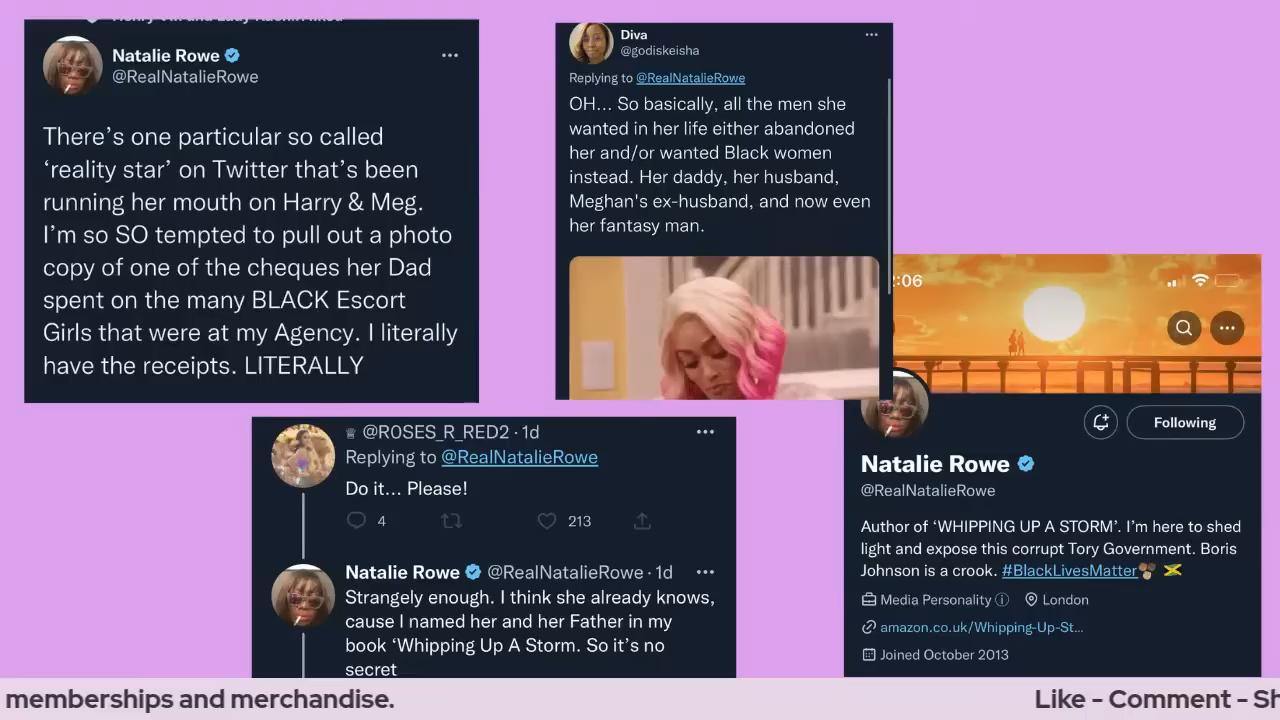 Natalie Rowe
@RealNatalieRowe
There's one particular so called
‘reality star’ on Twitter that's been
running her mouth on Harry & Meg.
I'm so SO tempted to pull out a photo
copy of one of the cheques her Dad
spent on the many BLACK Escort
Girls that were at my Agency. I literally
have the receipts. LITERALLY
Diva
@godiskeisha
Replying to @RealNatalieRowe
OH... So basically, all the men she
wanted in her life either abandoned
her and/or wanted Black women
instead. Her daddy, her husband,
Meghan's ex-husband, and now even
her fantasy man.
@R0SES_R_RED2 · 1d
Replying to @RealNatalieRowe
Do it... Please!
4
213
Natalie Rowe @RealNatalieRowe · 1d
Strangely enough. I think she already knows,
cause I named her and her Father in my
book ‘Whipping Up A Storm. So it's no
secret
:06
Following
Natalie Rowe
@RealNatalieRowe
Author of ‘WHIPPING UP A STORM’. I'm here to shed
light and expose this corrupt Tory Government. Boris
Johnson is a crook. #BlackLivesMatter
Media Personality London
amazon.co.uk/Whipping-Up-St...
Joined October 2013
memberships and merchandise.
Like - Comment - Sh